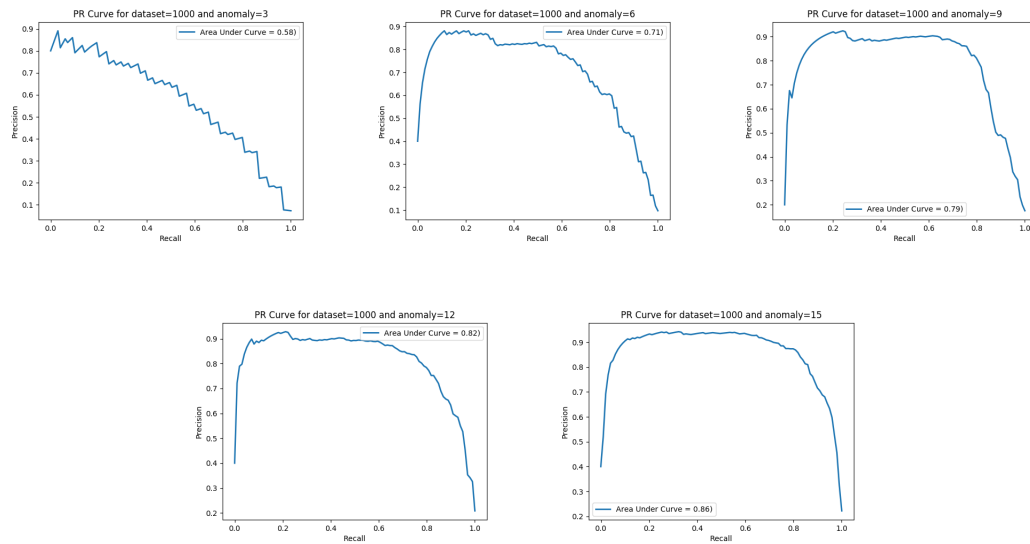 PR Curve for dataset=1000 and anomaly=3
Area Under Curve = 0.58)
Precision
0.9
0.8
0.7
0.6
0.5
0.4
0.3
0.2
0.1
0.0 0.2 0.4 0.6 0.8 1.0
Recall
PR Curve for dataset=1000 and anomaly=6
Area Under Curve = 0.71)
Precision
0.9
0.8
0.7
0.6
0.5
0.4
0.3
0.2
0.1
0.0 0.2 0.4 0.6 0.8 1.0
Recall
PR Curve for dataset=1000 and anomaly=9
Precision
0.9
0.8
0.7
0.6
0.5
0.4
0.3
0.2
Area Under Curve = 0.79)
0.0 0.2 0.4 0.6 0.8 1.0
Recall
PR Curve for dataset=1000 and anomaly=12
Area Under Curve = 0.82)
Precision
0.9
0.8
0.7
0.6
0.5
0.4
0.3
0.2
0.0 0.2 0.4 0.6 0.8 1.0
Recall
PR Curve for dataset=1000 and anomaly=15
Precision
0.9
0.8
0.7
0.6
0.5
0.4
0.3
0.2
Area Under Curve = 0.86)
0.0 0.2 0.4 0.6 0.8 1.0
Recall